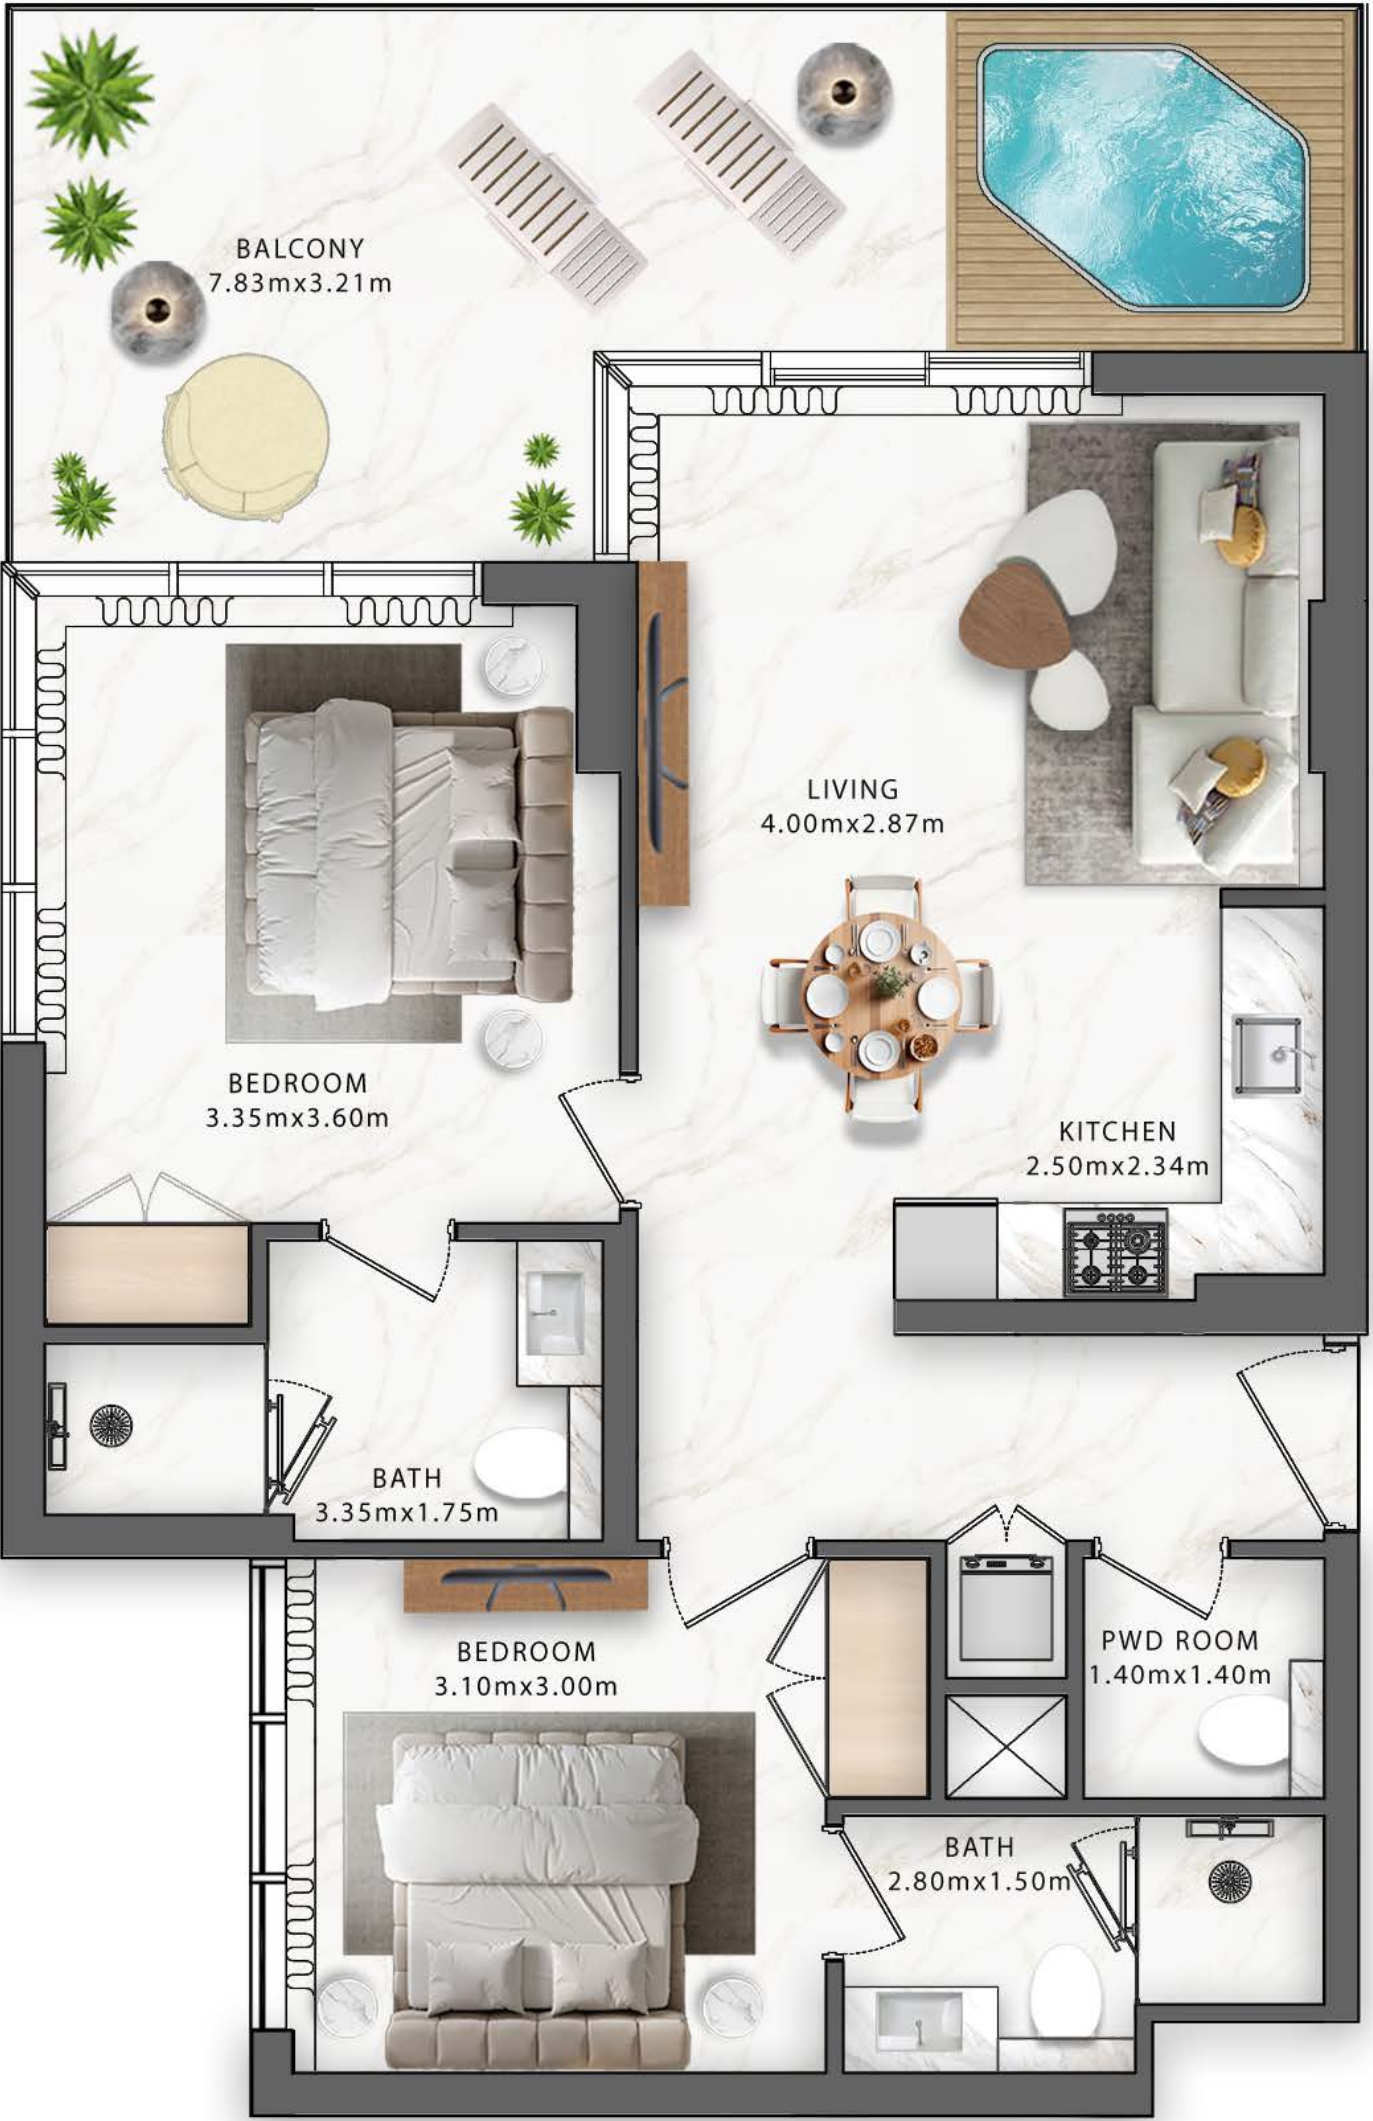 BALCONY
7.83mx3.21m
LIVING
4.00mx2.87m
BEDROOM
3.35mx3.60m
KITCHEN
2.50mx2.34m
BATH
3.35mx1.75m
BEDROOM
3.10mx3.00m
PWD ROOM
1.40mx1.40m
BATH
2.80mx1.50m